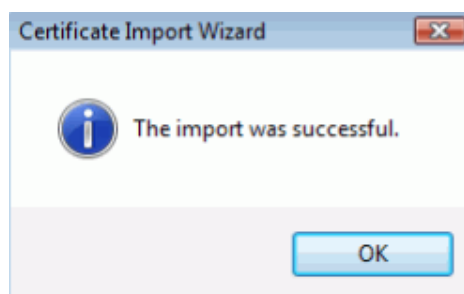 Certificate Import Wizard
The import was successful.
OK